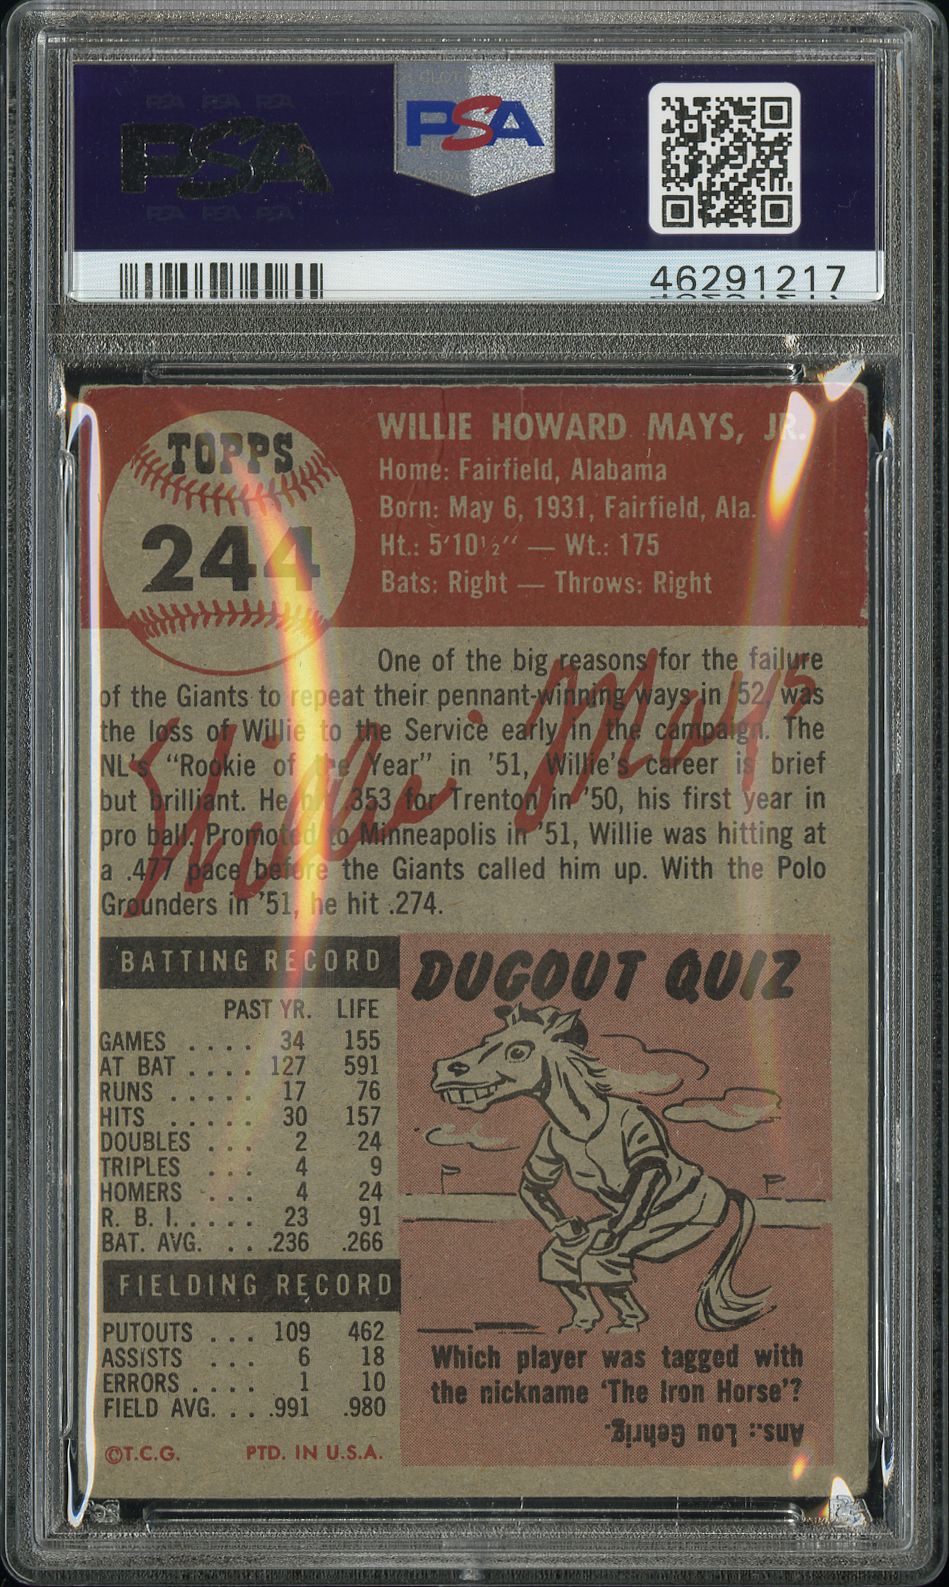 PSA PSA PSA
PSA
PSA PSA PSA
PSA
46291217
TOPPS
244
WILLIE HOWARD MAYS, JR.
Home: Fairfield, Alabama
Born: May 6, 1931, Fairfield, Ala.
Ht.: 5'10½" — Wt.: 175
Bats: Right — Throws: Right
One of the big reasons for the failure
of the Giants to repeat their pennant-winning ways in '52, was
the loss of Willie to the Service early in the campaign. The
NL's "Rookie of the Year" in '51, Willie's career is brief
but brilliant. He hit .353 for Trenton in '50, his first year in
pro ball. Promoted to Minneapolis in '51, Willie was hitting at
a .477 pace before the Giants called him up. With the Polo
Grounders in '51, he hit .274.
Willie Mays
BATTING RECORD
PAST YR. LIFE
GAMES .... 34 155
AT BAT .... 127 591
RUNS ..... 17 76
HITS ..... 30 157
DOUBLES ... 2 24
TRIPLES ... 4 9
HOMERS ... 4 24
R. B. I. .... 23 91
BAT. AVG. ... .236 .266
FIELDING RECORD
PUTOUTS ... 109 462
ASSISTS ... 6 18
ERRORS .... 1 10
FIELD AVG. ... .991 .980
©T.C.G. PTD. IN U.S.A.
DUGOUT QUIZ
Which player was tagged with
the nickname 'The Iron Horse'?
Ans.: Lou Gehrig.